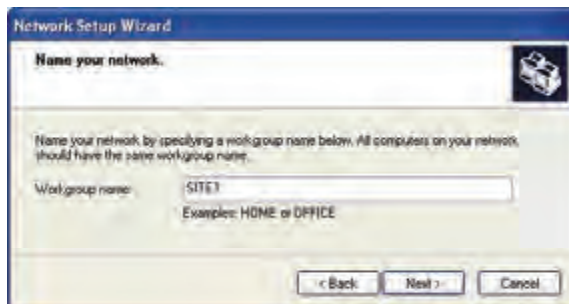 Network Setup Wizard
Name your network.
Name your network by specifying a workgroup name below. All computers on your network
should have the same workgroup name.
Workgroup name:
SITE1
Examples: HOME or OFFICE
< Back
Next >
Cancel